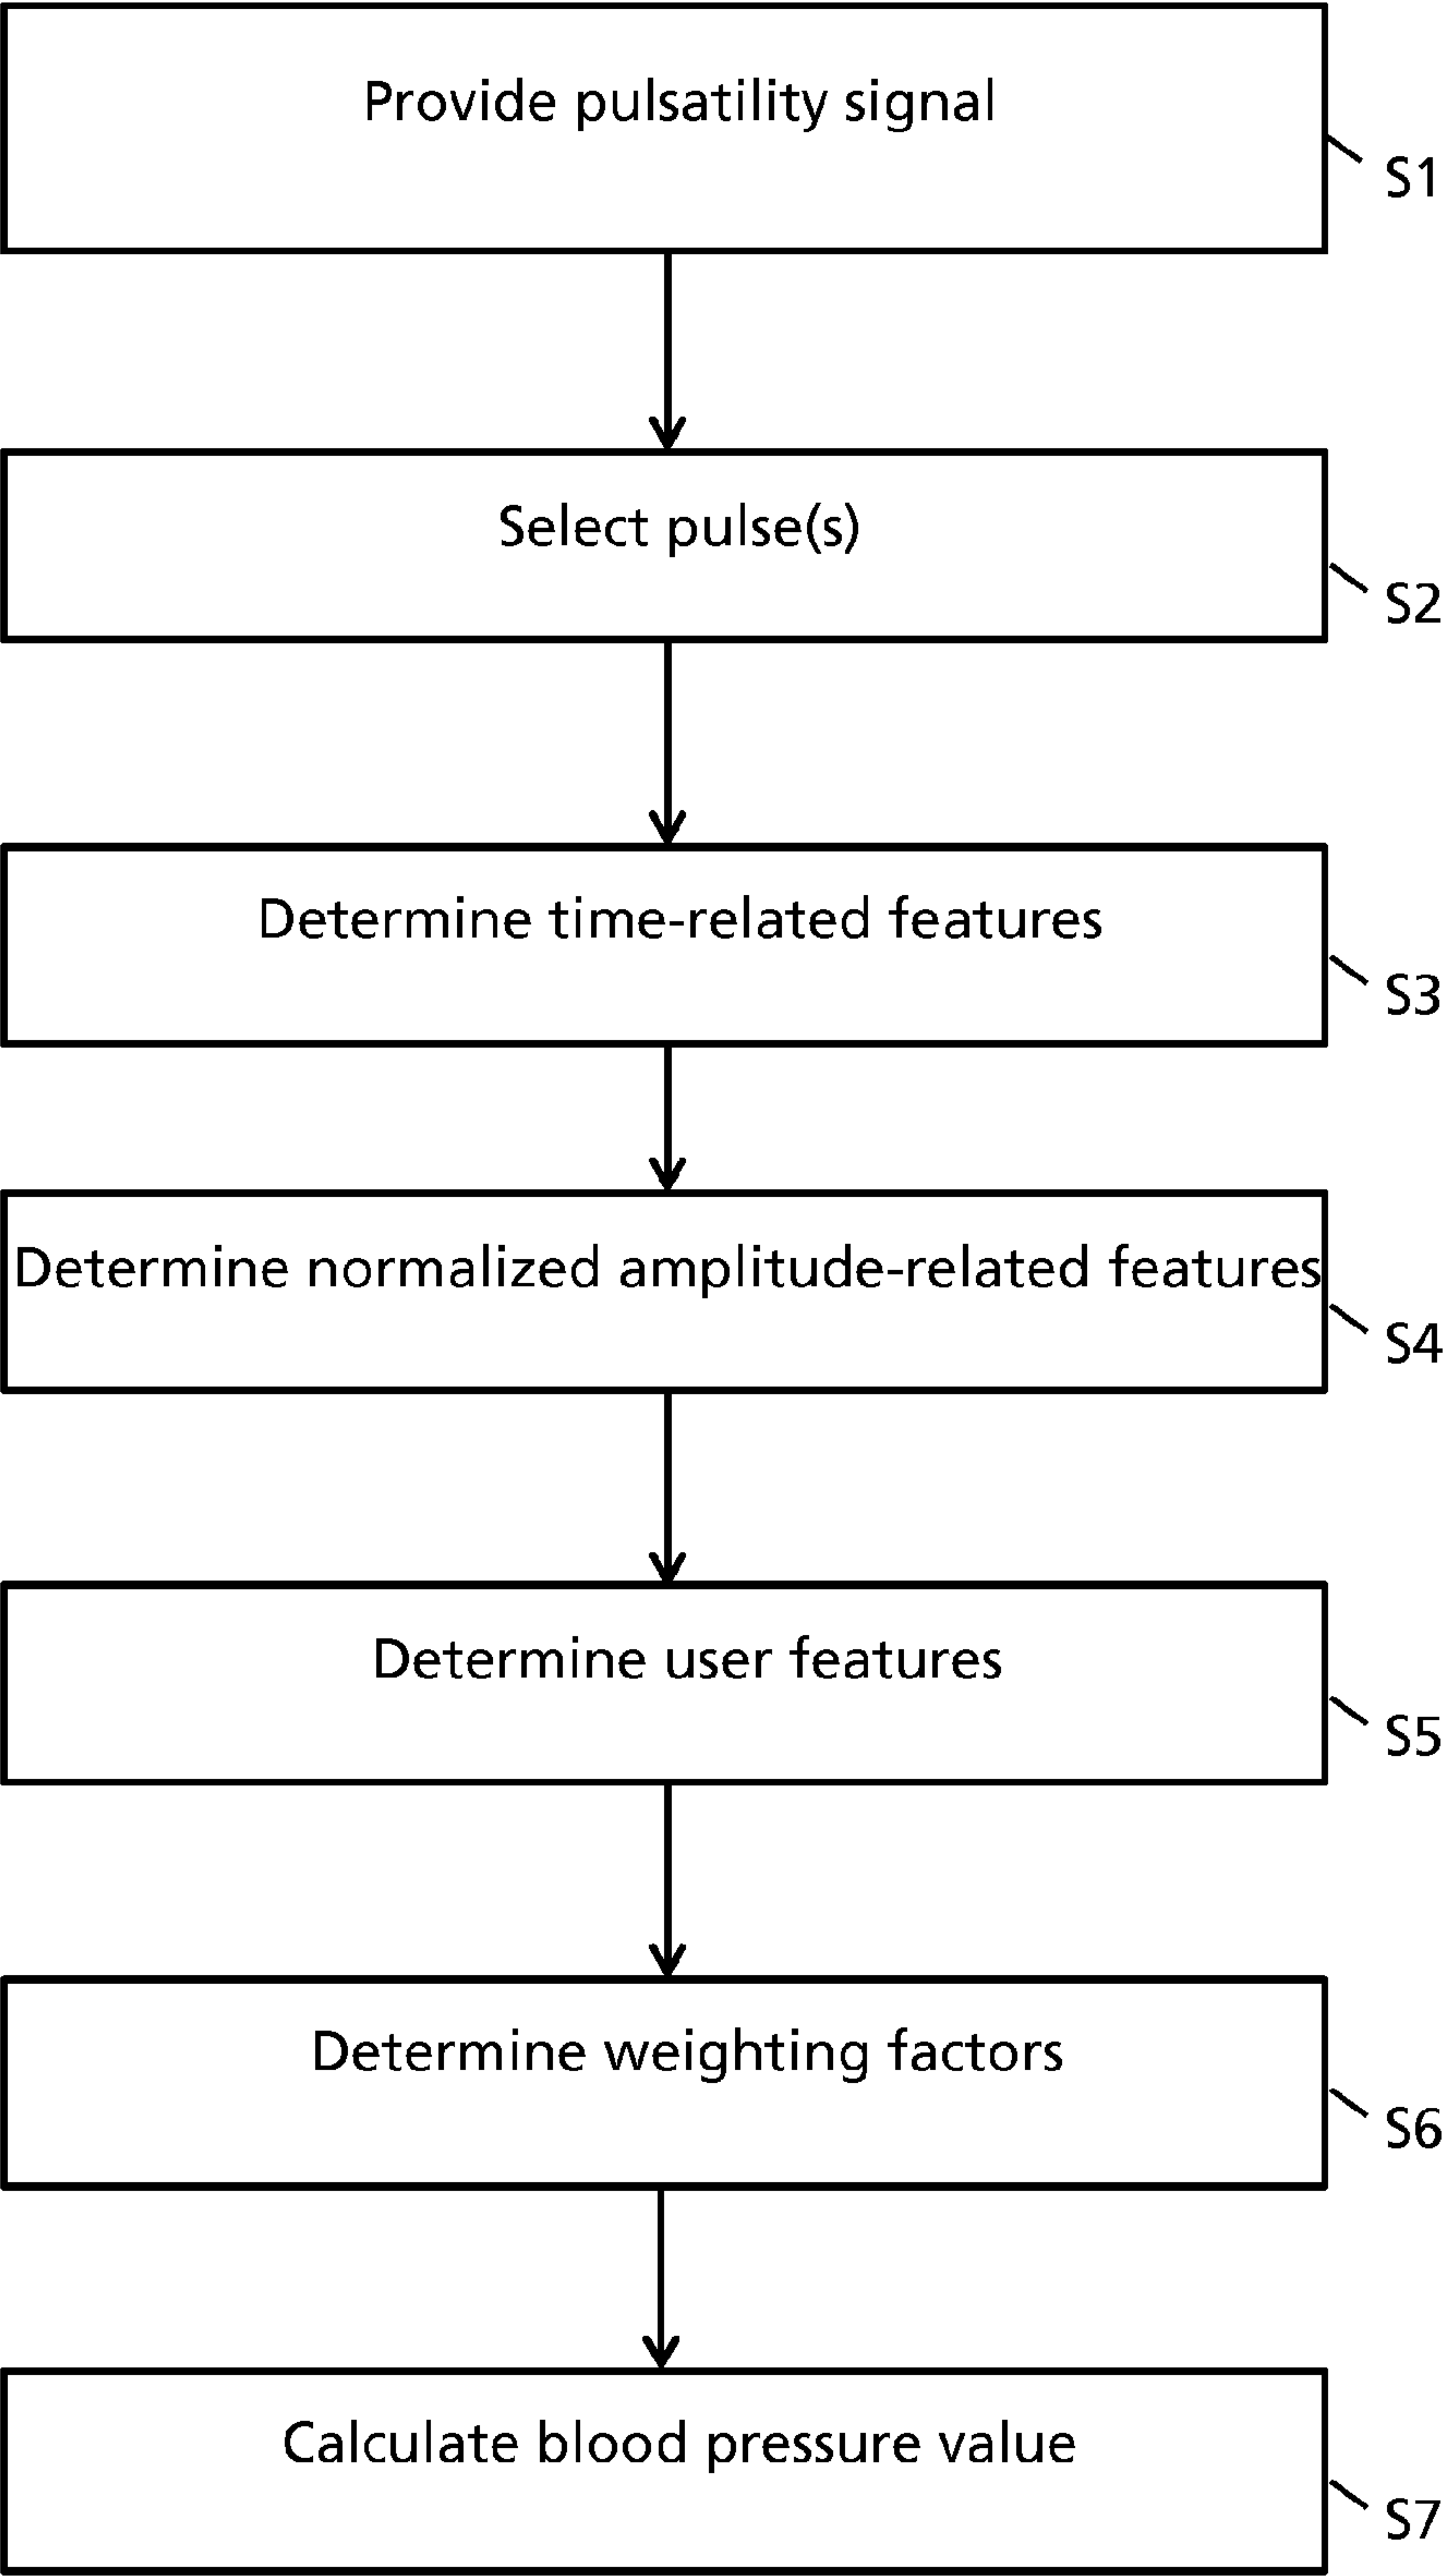 Provide pulsatility signal
S1
Select pulse(s)
S2
Determine time-related features
S3
Determine normalized amplitude-related features
S4
Determine user features
S5
Determine weighting factors
S6
Calculate blood pressure value
S7